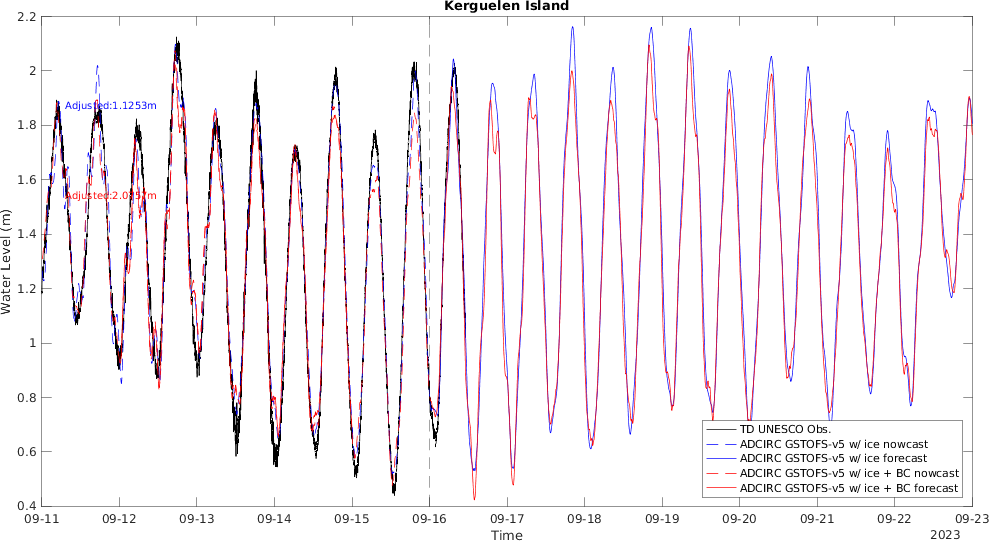 Kerguelen Island
2.2
2
1.8
1.6
1.4
1.2
1
0.8
0.6
0.4
Water Level (m)
Adjusted:1.1253m
TD UNESCO Obs.
ADCIRC GSTOFS-v5 w/ ice nowcast
ADCIRC GSTOFS-v5 w/ ice forecast
ADCIRC GSTOFS-v5 w/ ice + BC nowcast
ADCIRC GSTOFS-v5 w/ ice + BC forecast
09-11 09-12 09-13 09-14 09-15 09-16 09-17 09-18 09-19 09-20 09-21 09-22 09-23
Time
2023